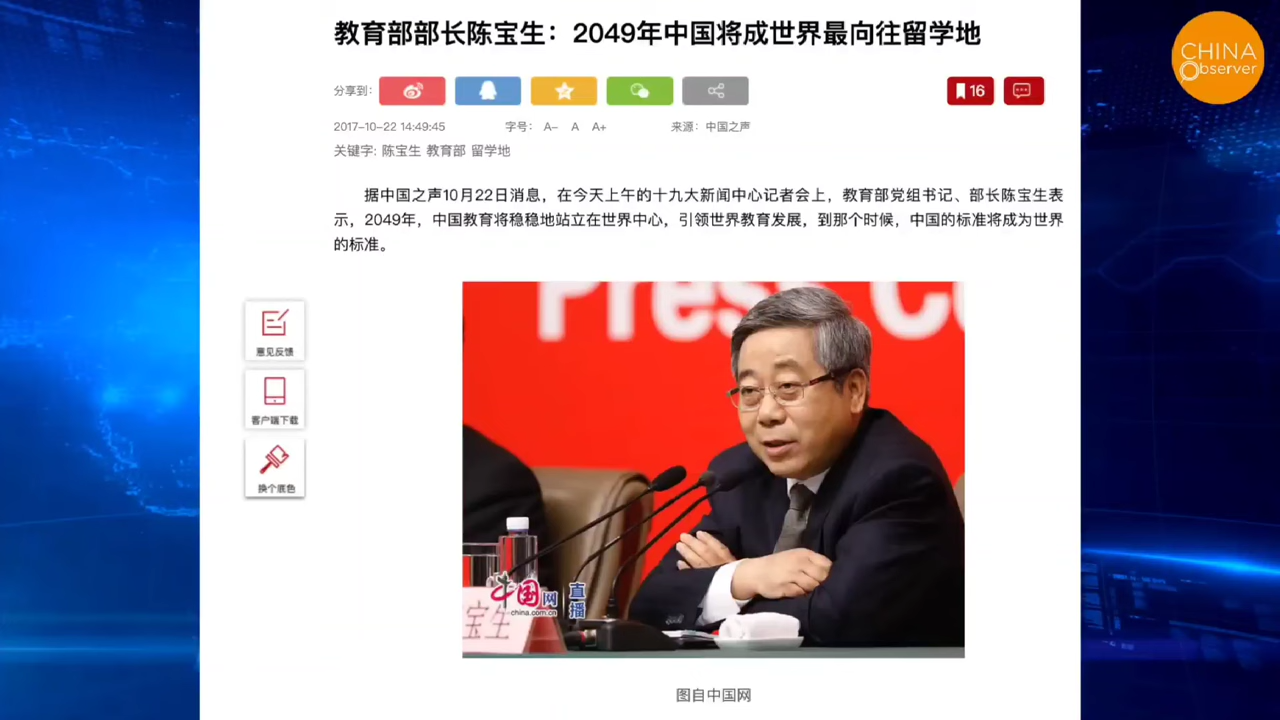 教育部部长陈宝生：2049年中国将成世界最向往留学地
CHINA
Observer
分享到:
16
2017-10-22 14:49:45 字号： A- A A+ 来源：中国之声
关键字: 陈宝生 教育部 留学地
据中国之声10月22日消息，在今天上午的十九大新闻中心记者会上，教育部党组书记、部长陈宝生表
示，2049年，中国教育将稳稳地站立在世界中心，引领世界教育发展，到那个时候，中国的标准将成为世界
的标准。
Press Co
意见反馈
客户端下载
换个底色
中国网
china.com.cn
直播
宝生
图自中国网